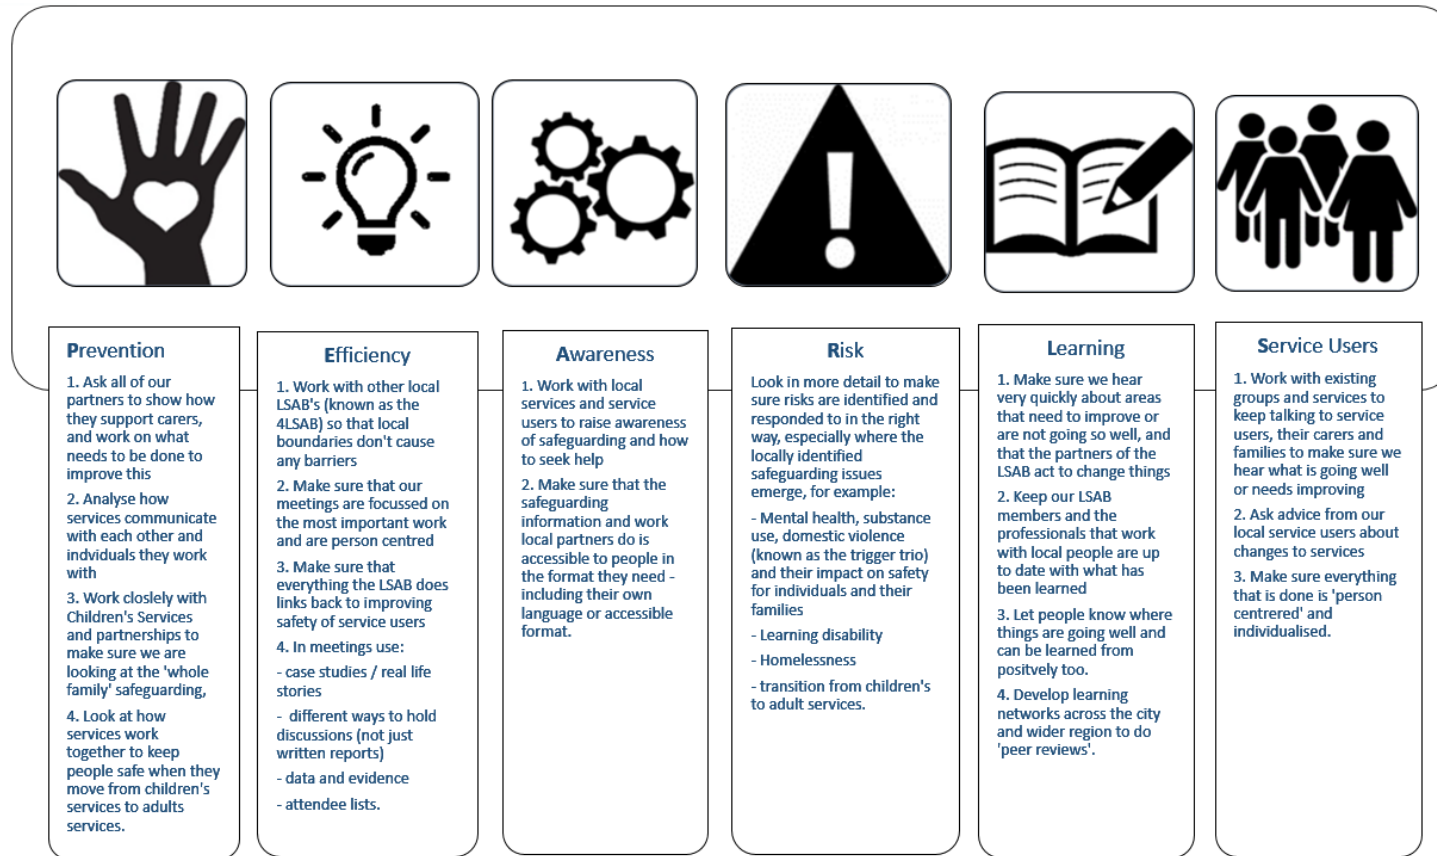 Prevention
1. Ask all of our
partners to show how
they support carers,
and work on what
needs to be done to
improve this
2. Analyse how
services communicate
with each other and
indviduals they work
with
3. Work closlely with
Children's Services
and partnerships to
make sure we are
looking at the 'whole
family' safeguarding,
4. Look at how
services work
together to keep
people safe when they
move from children's
services to adults
services.
Efficiency
1. Work with other local
LSAB's (known as the
4LSAB) so that local
boundaries don't cause
any barriers
2. Make sure that our
meetings are focussed on
the most important work
and are person centred
3. Make sure that
everything the LSAB does
links back to improving
safety of service users
4. In meetings use:
- case studies / real life
stories
- different ways to hold
discussions (not just
written reports)
- data and evidence
- attendee lists.
Awareness
1. Work with local
services and service
users to raise awareness
of safeguarding and how
to seek help
2. Make sure that the
safeguarding
information and work
local partners do is
accessible to people in
the format they need -
including their own
language or accessible
format.
Risk
Look in more detail to make
sure risks are identified and
responded to in the right
way, especially where the
locally identified
safeguarding issues
emerge, for example:
- Mental health, substance
use, domestic violence
(known as the trigger trio)
and their impact on safety
for individuals and their
families
- Learning disability
- Homelessness
- transition from children's
to adult services.
Learning
1. Make sure we hear
very quickly about areas
that need to improve or
are not going so well, and
that the partners of the
LSAB act to change things
2. Keep our LSAB
members and the
professionals that work
with local people are up
to date with what has
been learned
3. Let people know where
things are going well and
can be learned from
positvely too.
4. Develop learning
networks across the city
and wider region to do
'peer reviews'.
Service Users
1. Work with existing
groups and services to
keep talking to service
users, their carers and
families to make sure we
hear what is going well
or needs improving
2. Ask advice from our
local service users about
changes to services
3. Make sure everything
that is done is 'person
centrered' and
individualised.